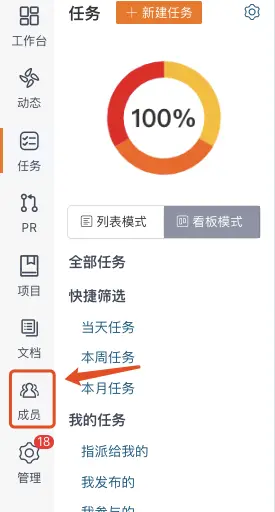 工作台
动态
任务
PR
项目
文档
成员
18
管理
任务
+ 新建任务
100%
列表模式
看板模式
全部任务
快捷筛选
当天任务
本周任务
本月任务
我的任务
指派给我的
我发布的
我参与的